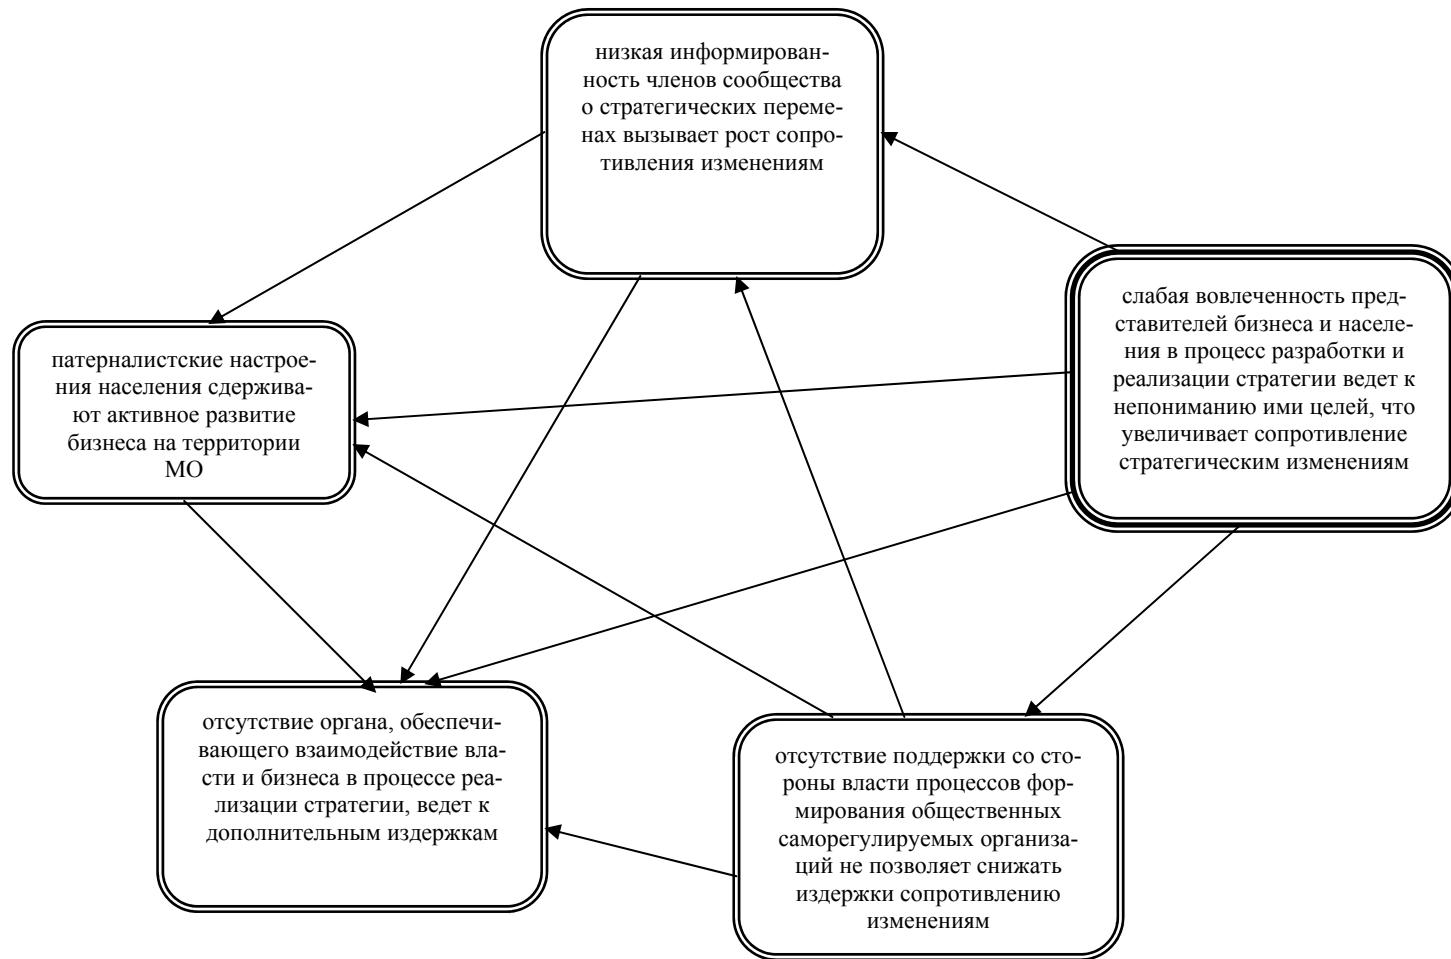 низкая информирован-
ность членов сообщества
о стратегических переме-
нах вызывает рост сопро-
тивления изменениям
слабая вовлеченность пред-
ставителей бизнеса и населе-
ния в процесс разработки и
реализации стратегии ведет к
непониманию ими целей, что
увеличивает сопротивление
стратегическим изменениям
патерналистские настрое-
ния населения сдержива-
ют активное развитие
бизнеса на территории
МО
отсутствие органа, обеспечи-
вающего взаимодействие вла-
сти и бизнеса в процессе реа-
лизации стратегии, ведет к
дополнительным издержкам
отсутствие поддержки со сто-
роны власти процессов фор-
мирования общественных
саморегулируемых организа-
ций не позволяет снижать
издержки сопротивлению
изменениям